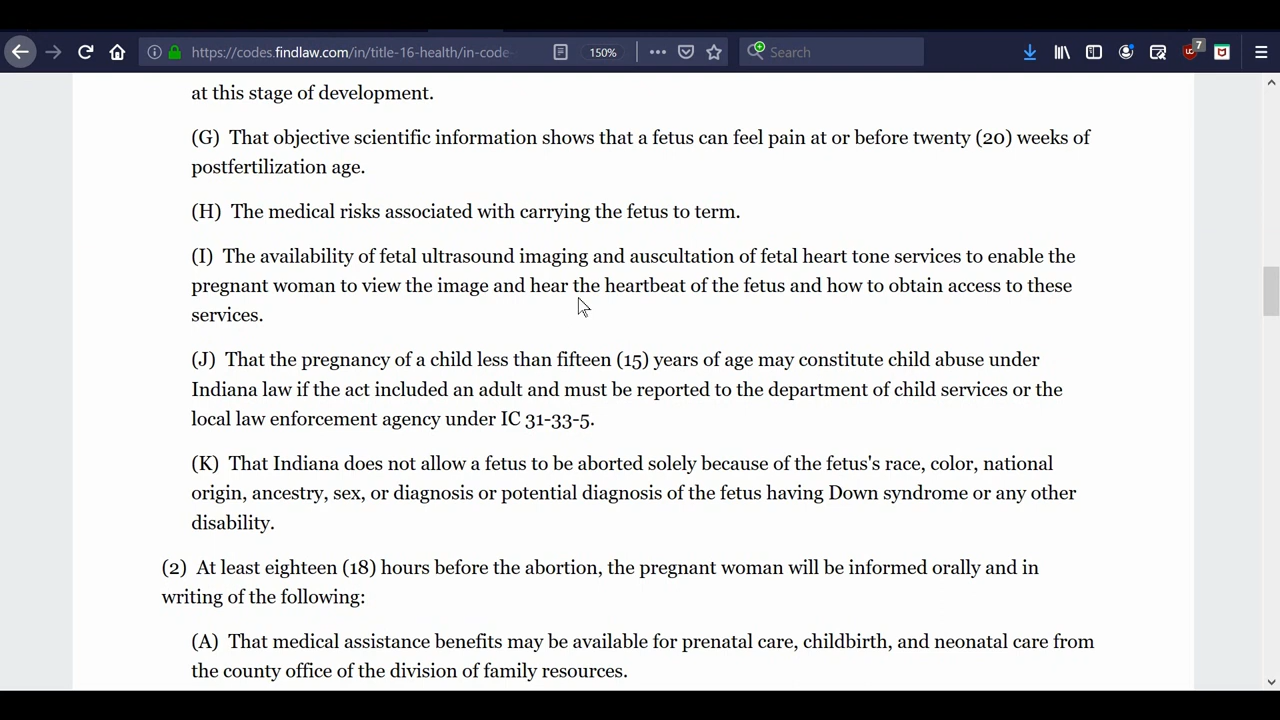 https://codes.findlaw.com/in/title-16-health/in-code-
150%
Search
7
at this stage of development.
(G) That objective scientific information shows that a fetus can feel pain at or before twenty (20) weeks of
postfertilization age.
(H) The medical risks associated with carrying the fetus to term.
(I) The availability of fetal ultrasound imaging and auscultation of fetal heart tone services to enable the
pregnant woman to view the image and hear the heartbeat of the fetus and how to obtain access to these
services.
(J) That the pregnancy of a child less than fifteen (15) years of age may constitute child abuse under
Indiana law if the act included an adult and must be reported to the department of child services or the
local law enforcement agency under IC 31-33-5.
(K) That Indiana does not allow a fetus to be aborted solely because of the fetus's race, color, national
origin, ancestry, sex, or diagnosis or potential diagnosis of the fetus having Down syndrome or any other
disability.
(2) At least eighteen (18) hours before the abortion, the pregnant woman will be informed orally and in
writing of the following:
(A) That medical assistance benefits may be available for prenatal care, childbirth, and neonatal care from
the county office of the division of family resources.